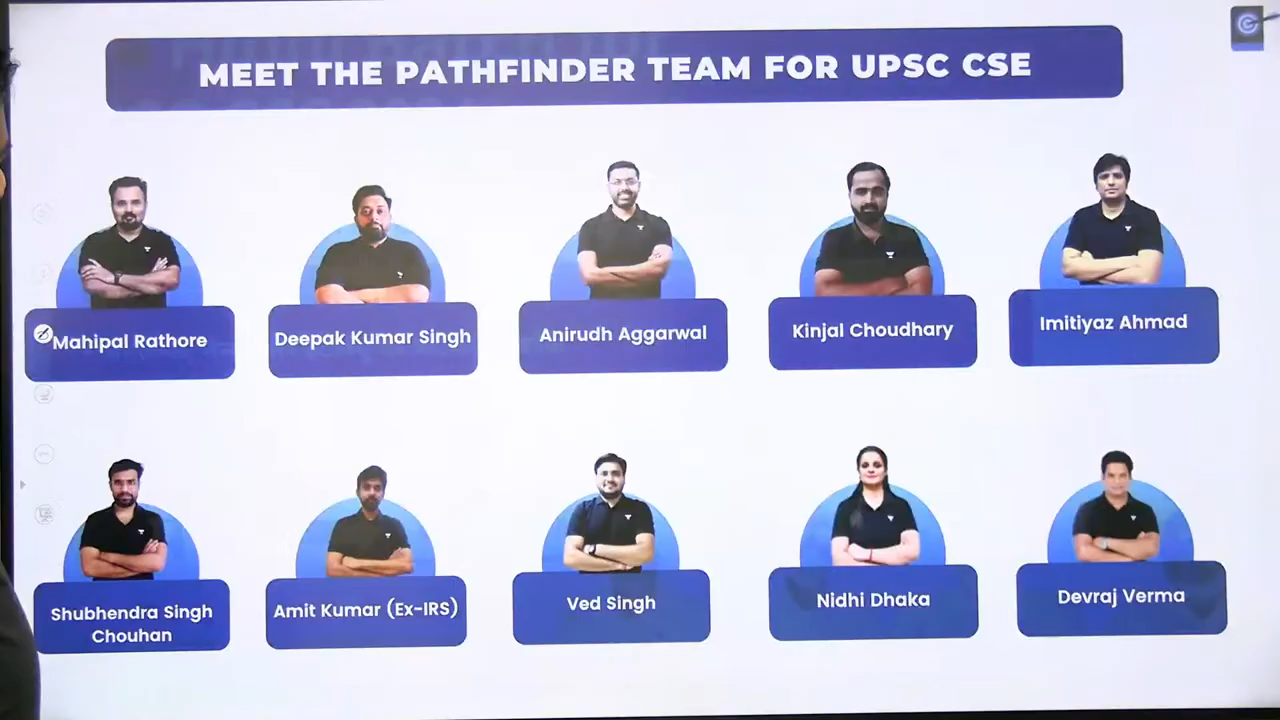 MEET THE PATHFINDER TEAM FOR UPSC CSE
Mahipal Rathore
Deepak Kumar Singh
Anirudh Aggarwal
Kinjal Choudhary
Imitiyaz Ahmad
Shubhendra Singh
Chouhan
Amit Kumar (Ex-IRS)
Ved Singh
Nidhi Dhaka
Devraj Verma